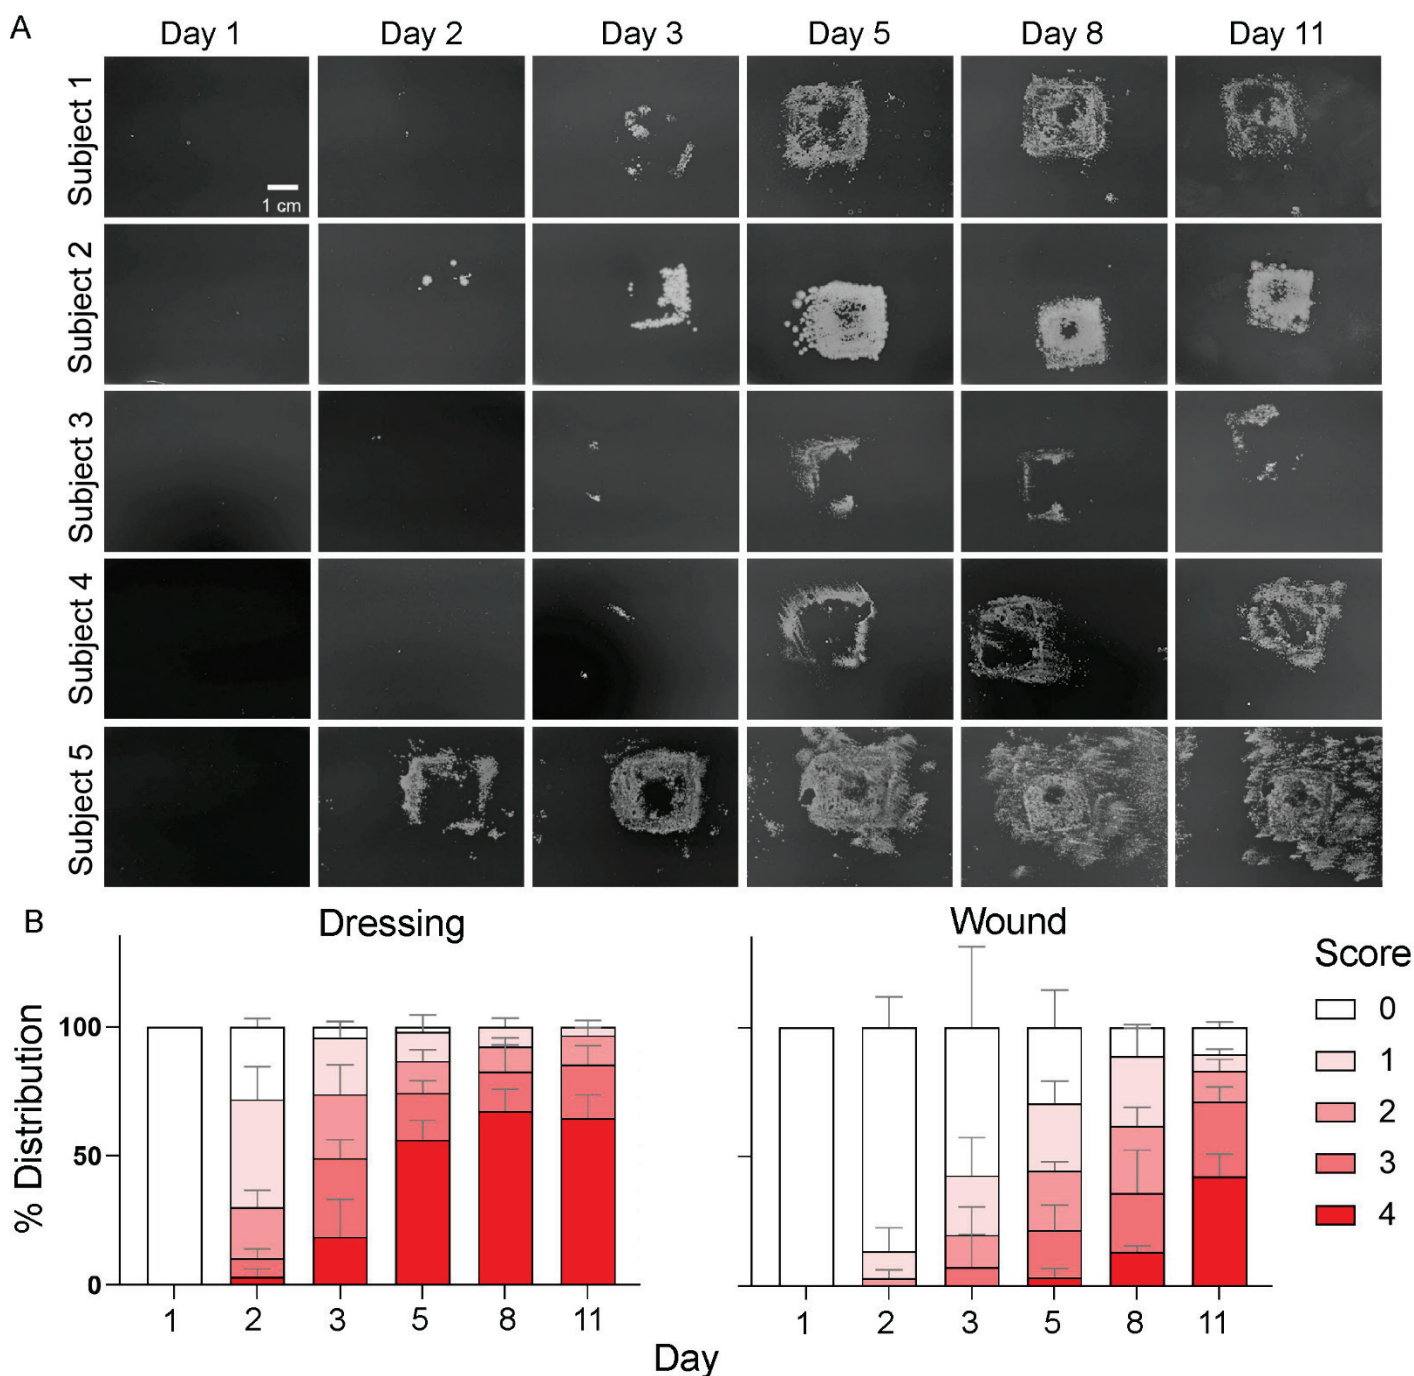 A
Day 1 Day 2 Day 3 Day 5 Day 8 Day 11
Subject 1
1 cm
Subject 2
Subject 3
Subject 4
Subject 5
B
Dressing Wound
Score
0
1
2
3
4
% Distribution
100
50
0
1 2 3 5 8 11 1 2 3 5 8 11
Day